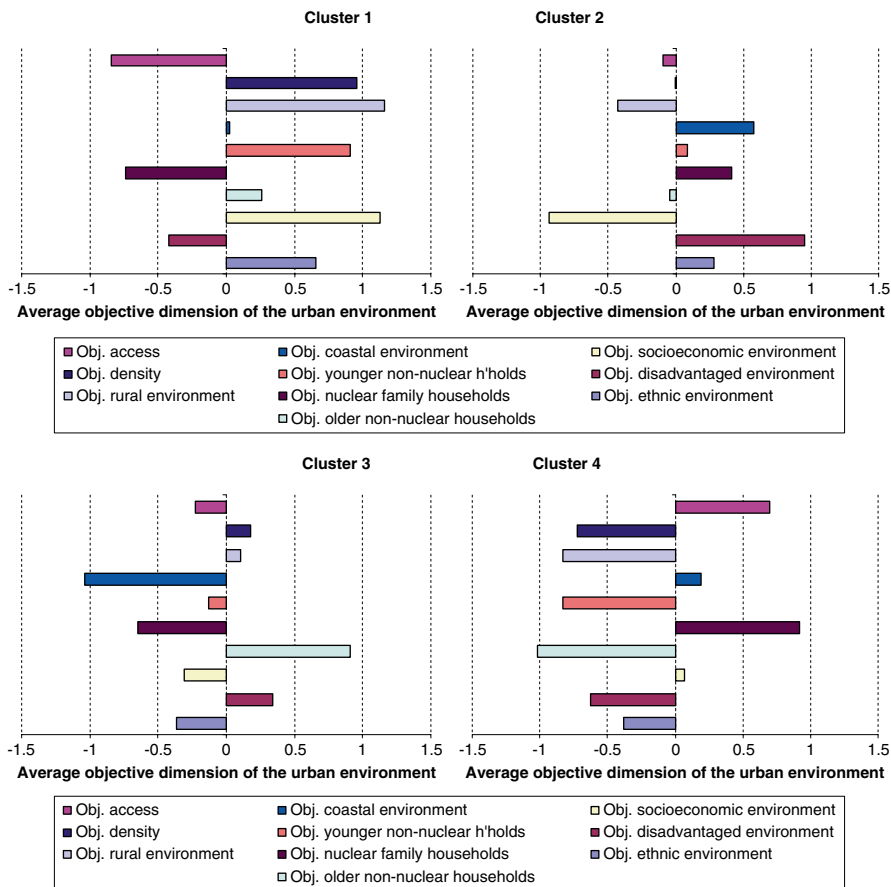 Cluster 1
Cluster 2
-1.5 -1 -0.5 0 0.5 1 1.5
-1.5 -1 -0.5 0 0.5 1 1.5
Average objective dimension of the urban environment
Average objective dimension of the urban environment
Obj. access
Obj. density
Obj. rural environment
Obj. coastal environment
Obj. younger non-nuclear h'holds
Obj. nuclear family households
Obj. older non-nuclear households
Obj. socioeconomic environment
Obj. disadvantaged environment
Obj. ethnic environment
Cluster 3
Cluster 4
-1.5 -1 -0.5 0 0.5 1 1.5
-1.5 -1 -0.5 0 0.5 1 1.5
Average objective dimension of the urban environment
Average objective dimension of the urban environment
Obj. access
Obj. density
Obj. rural environment
Obj. coastal environment
Obj. younger non-nuclear h'holds
Obj. nuclear family households
Obj. older non-nuclear households
Obj. socioeconomic environment
Obj. disadvantaged environment
Obj. ethnic environment